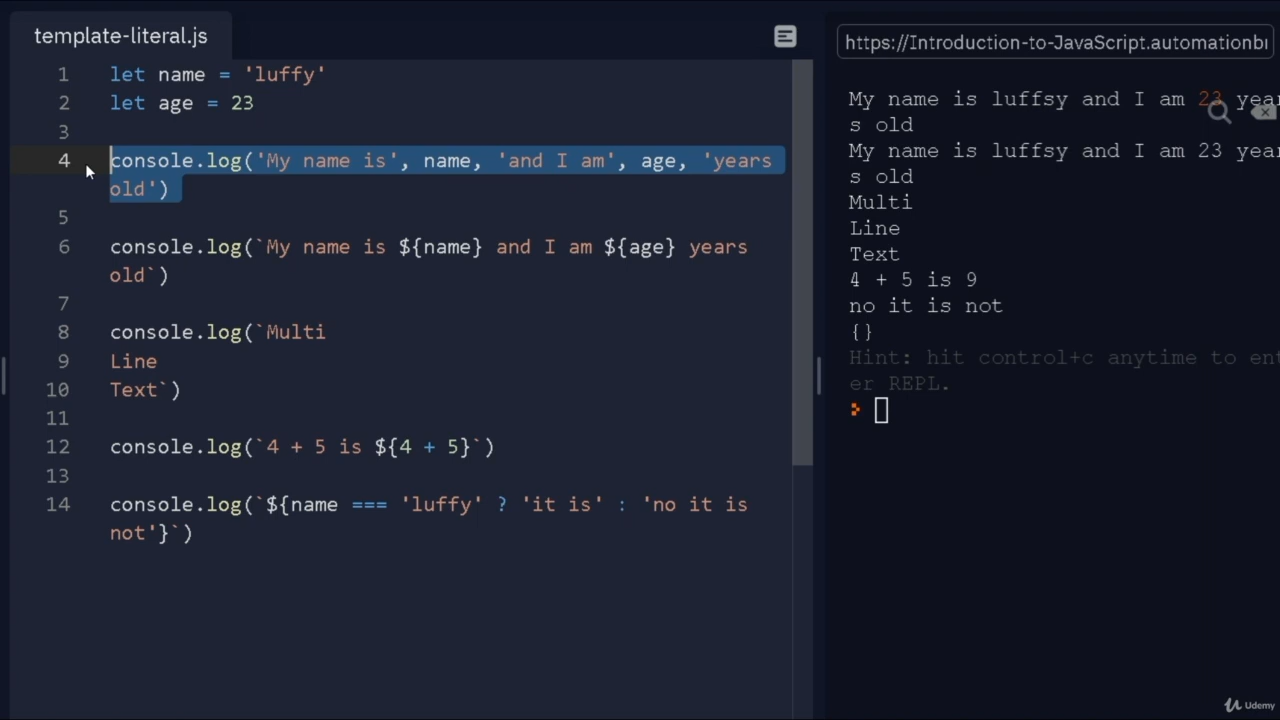 template-literal.js
https://Introduction-to-JavaScript.automationb
1 let name = 'luffy'
2 let age = 23
3
4 console.log('My name is', name, 'and I am', age, 'years
old')
5
6 console.log(`My name is ${name} and I am ${age} years
old`)
7
8 console.log(`Multi
9 Line
10 Text`)
11
12 console.log(`4 + 5 is ${4 + 5}`)
13
14 console.log(`${name === 'luffy' ? 'it is' : 'no it is
not'}`)
My name is luffsy and I am 23 year
s old
My name is luffsy and I am 23 year
s old
Multi
Line
Text
4 + 5 is 9
no it is not
{}
Hint: hit control+c anytime to ent
er REPL.
Udemy